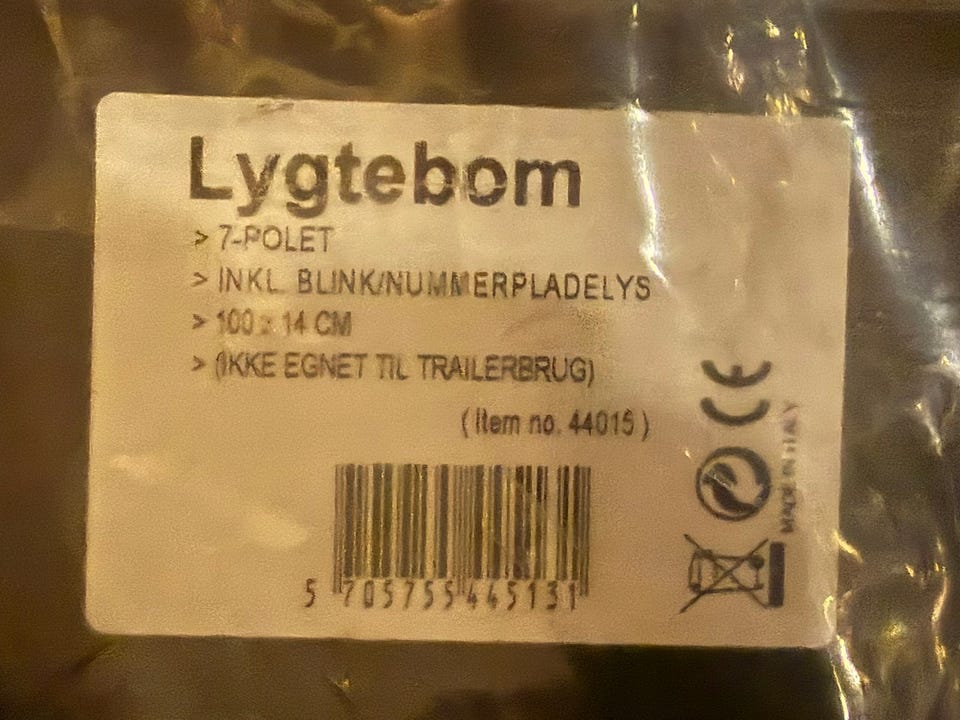 Lygtebom
> 7-POLET
> INKL. BLINK/NUMMERPLADELYS
> 100 x 14 CM
> (IKKE EGNET TIL TRAILERBRUG)
( Item no. 44015 )
CE
MADE IN ITALY
5 705755 445131